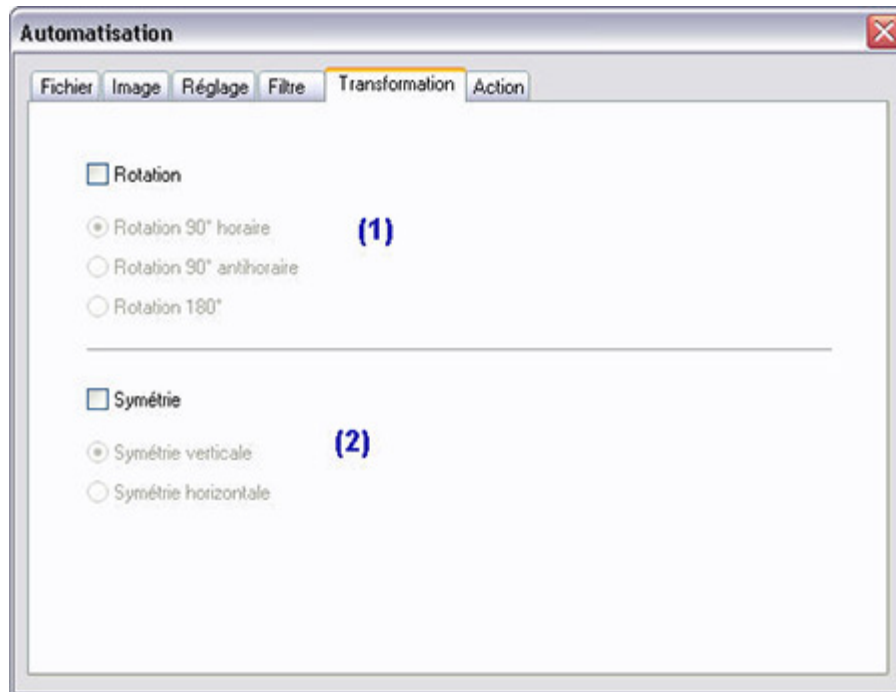 Automatisation
Fichier Image Réglage Filtre Transformation Action
Rotation
Rotation 90° horaire
(1)
Rotation 90° antihoraire
Rotation 180°
Symétrie
Symétrie verticale
(2)
Symétrie horizontale